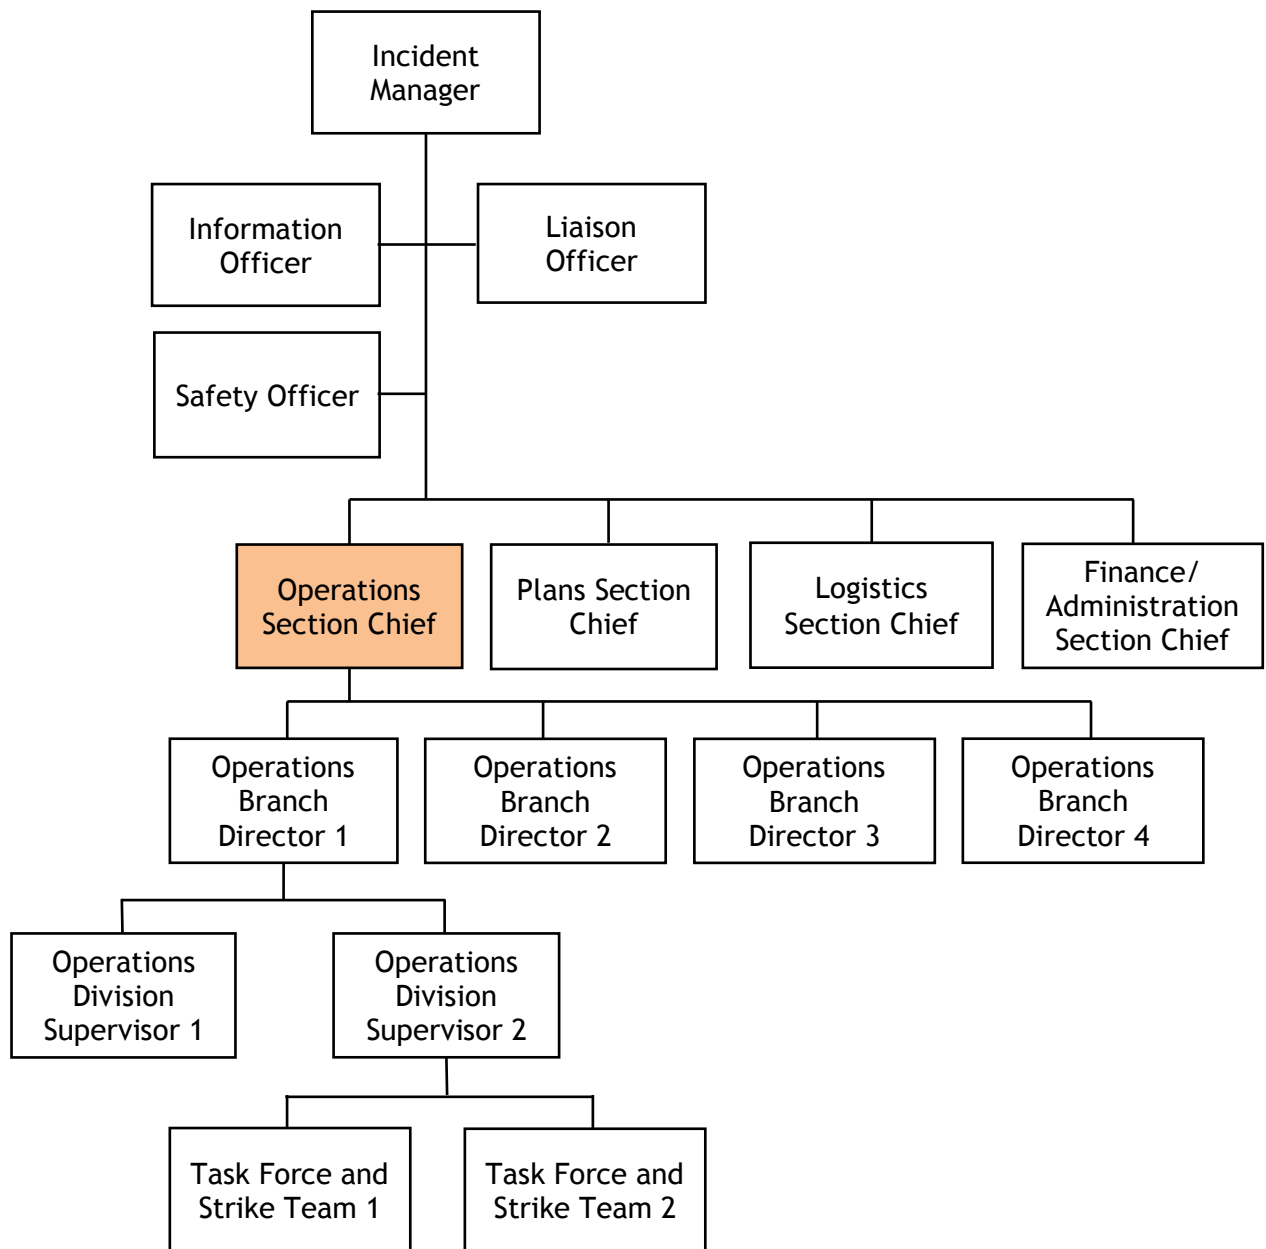 Incident
Manager
Information
Officer
Liaison
Officer
Safety Officer
Operations
Section Chief
Plans Section
Chief
Logistics
Section Chief
Finance/
Administration
Section Chief
Operations
Branch
Director 1
Operations
Branch
Director 2
Operations
Branch
Director 3
Operations
Branch
Director 4
Operations
Division
Supervisor 1
Operations
Division
Supervisor 2
Task Force and
Strike Team 1
Task Force and
Strike Team 2